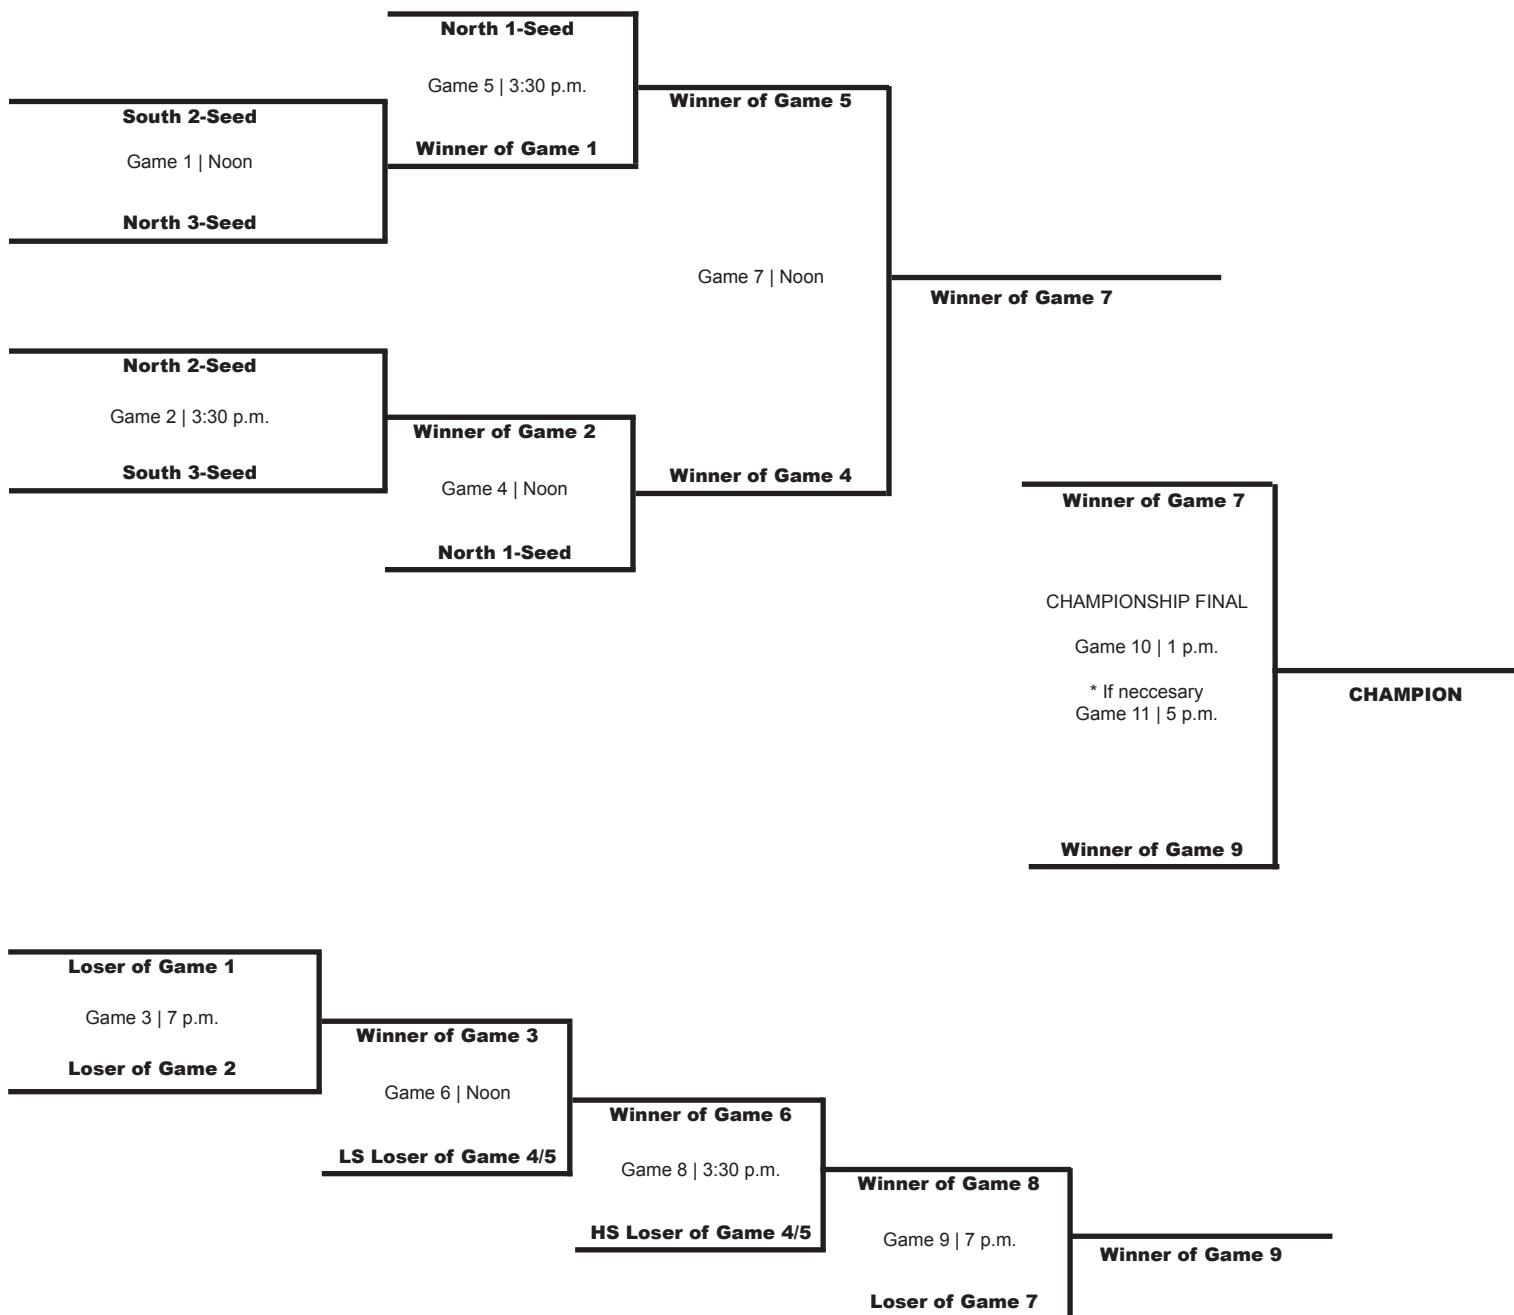 North 1-Seed
Game 5 | 3:30 p.m.
Winner of Game 1
Winner of Game 5
South 2-Seed
Game 1 | Noon
North 3-Seed
Game 7 | Noon
Winner of Game 7
North 2-Seed
Game 2 | 3:30 p.m.
South 3-Seed
Winner of Game 2
Game 4 | Noon
North 1-Seed
Winner of Game 4
Winner of Game 7
CHAMPIONSHIP FINAL
Game 10 | 1 p.m.
* If neccesary
Game 11 | 5 p.m.
CHAMPION
Winner of Game 9
Loser of Game 1
Game 3 | 7 p.m.
Loser of Game 2
Winner of Game 3
Game 6 | Noon
LS Loser of Game 4/5
Winner of Game 6
Game 8 | 3:30 p.m.
HS Loser of Game 4/5
Winner of Game 8
Game 9 | 7 p.m.
Loser of Game 7
Winner of Game 9